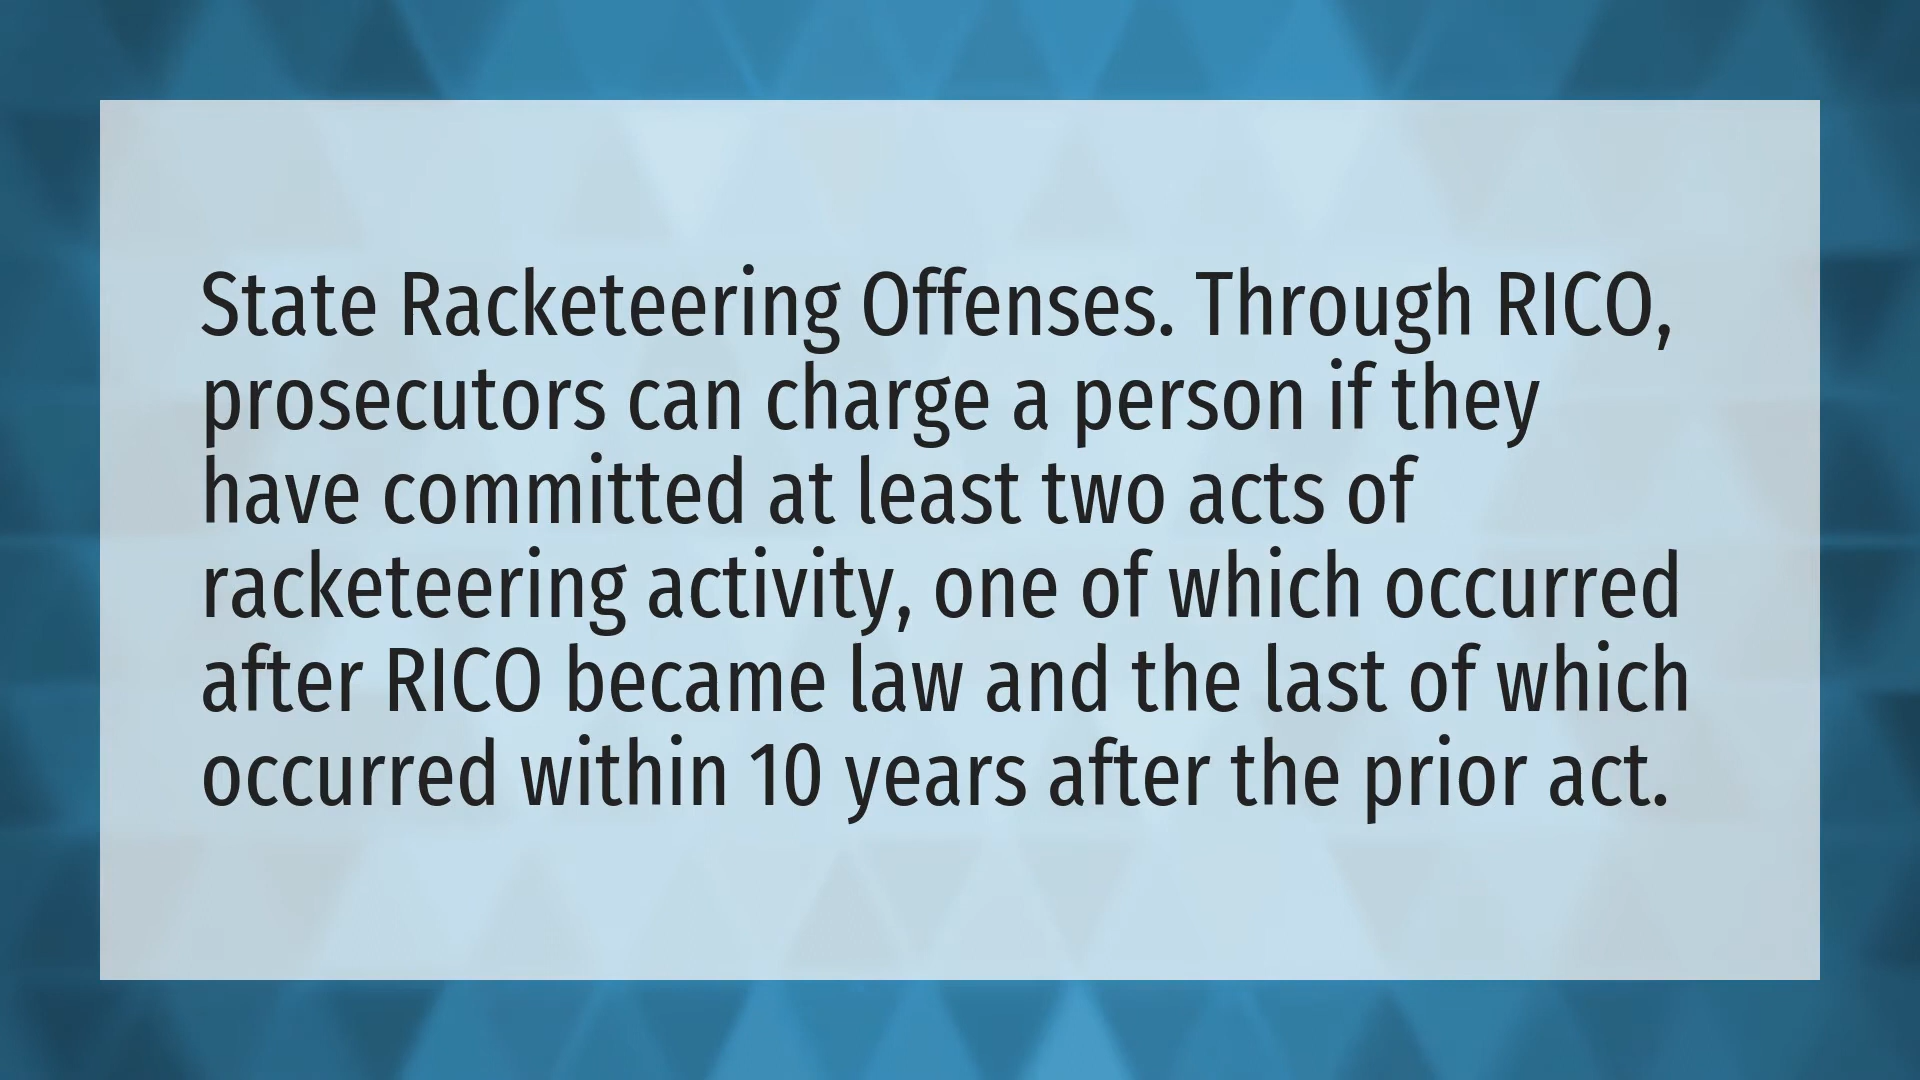 State Racketeering Offenses. Through RICO,
prosecutors can charge a person if they
have committed at least two acts of
racketeering activity, one of which occurred
after RICO became law and the last of which
occurred within 10 years after the prior act.